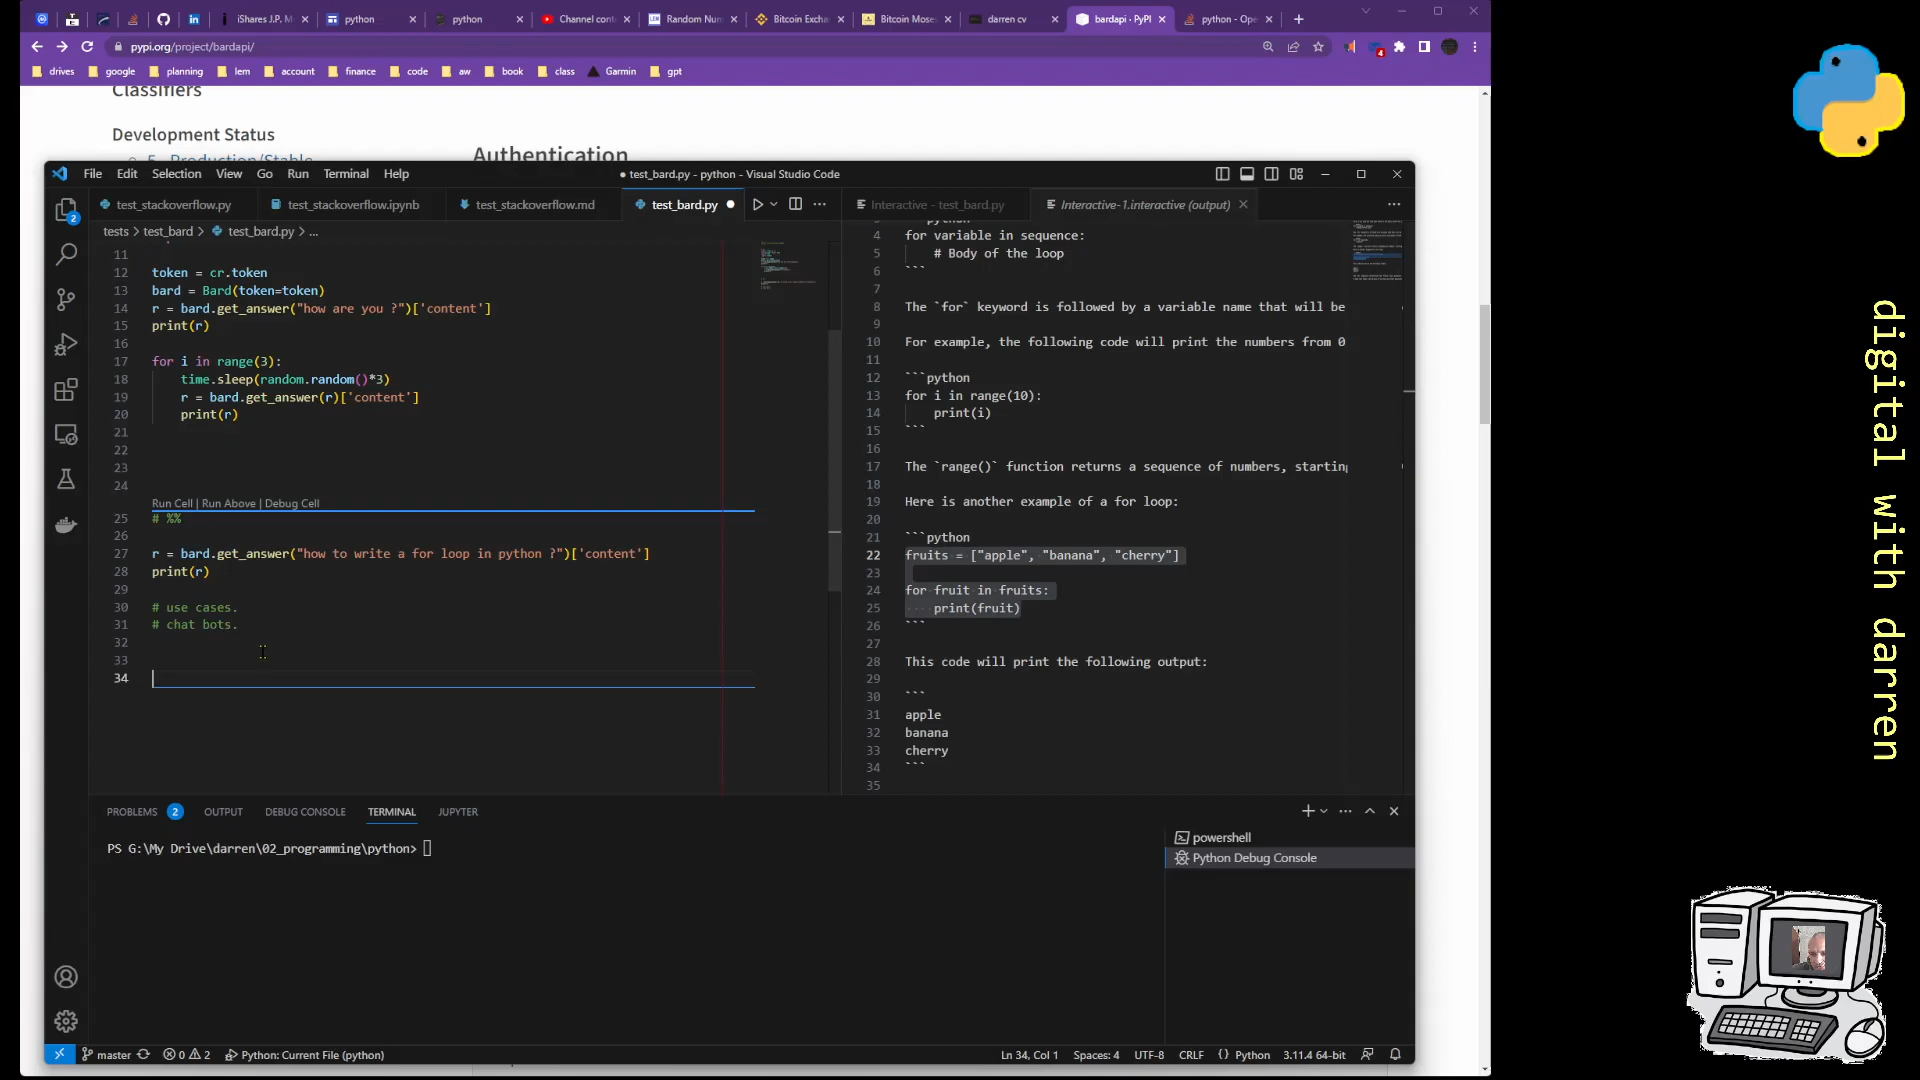 iShares J.P. M
python
python
Channel cont
Random Num
Bitcoin Exch
Bitcoin Mose
darren cv
bardapi · PyPI
python - Ope
pypi.org/project/bardapi/
4
drives
google
planning
lem
account
finance
code
aw
book
class
Garmin
gpt
Classifiers
Development Status
5 - Production/Stable
Authentication
File Edit Selection View Go Run Terminal Help
● test_bard.py - python - Visual Studio Code
test_stackoverflow.py
test_stackoverflow.ipynb
test_stackoverflow.md
test_bard.py
2
tests > test_bard > test_bard.py > ...
11
12 token = cr.token
13 bard = Bard(token=token)
14 r = bard.get_answer("how are you ?")['content']
15 print(r)
16
17 for i in range(3):
18 time.sleep(random.random()*3)
19 r = bard.get_answer(r)['content']
20 print(r)
21
22
23
24
Run Cell | Run Above | Debug Cell
25 # %%
26
27 r = bard.get_answer("how to write a for loop in python ?")['content']
28 print(r)
29
30 # use cases.
31 # chat bots.
32
33
34
Interactive - test_bard.py
Interactive-1.interactive (output)
4 for variable in sequence:
5 # Body of the loop
6 ```
7
8 The `for` keyword is followed by a variable name that will be
9
10 For example, the following code will print the numbers from 0
11
12 ```python
13 for i in range(10):
14 print(i)
15 ```
16
17 The `range()` function returns a sequence of numbers, starting
18
19 Here is another example of a for loop:
20
21 ```python
22 fruits = ["apple", "banana", "cherry"]
23
24 for fruit in fruits:
25 print(fruit)
26 ```
27
28 This code will print the following output:
29
30 ```
31 apple
32 banana
33 cherry
34 ```
35
PROBLEMS 2 OUTPUT DEBUG CONSOLE TERMINAL JUPYTER
PS G:\My Drive\darren\02_programming\python>
powershell
Python Debug Console
master
0 2
Python: Current File (python)
Ln 34, Col 1
Spaces: 4
UTF-8
CRLF
Python
3.11.4 64-bit
digital with darren